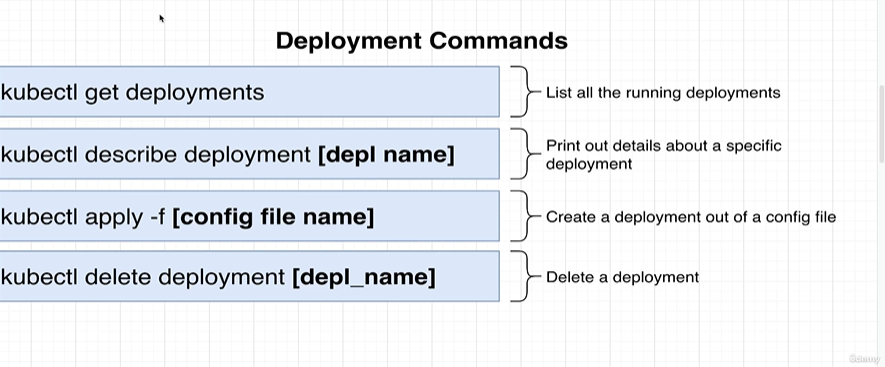 Deployment Commands
kubectl get deployments
List all the running deployments
kubectl describe deployment [depl name]
Print out details about a specific
deployment
kubectl apply -f [config file name]
Create a deployment out of a config file
kubectl delete deployment [depl_name]
Delete a deployment
Udemy